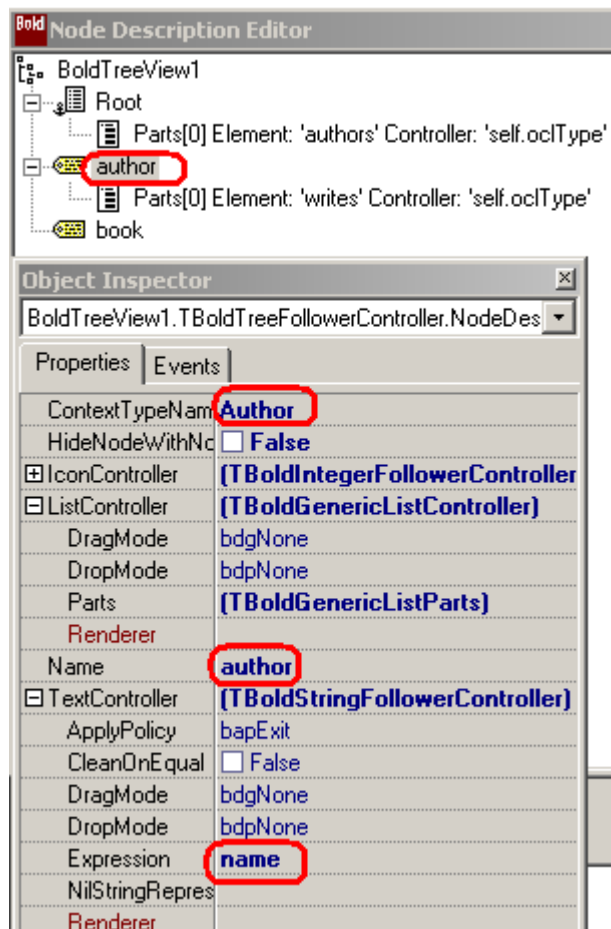 Bold Node Description Editor
BoldTreeView1
Root
Parts[0] Element: 'authors' Controller: 'self.oclType'
author
Parts[0] Element: 'writes' Controller: 'self.oclType'
book
Object Inspector
BoldTreeView1.TBoldTreeFollowerController.NodeDes
Properties Events
ContextTypeNam Author
HideNodeWithNo False
IconController (TBoldIntegerFollowerController
ListController (TBoldGenericListController)
DragMode bdgNone
DropMode bdpNone
Parts (TBoldGenericListParts)
Renderer
Name author
TextController (TBoldStringFollowerController)
ApplyPolicy bapExit
CleanOnEqual False
DragMode bdgNone
DropMode bdpNone
Expression name
NilStringRepres
Renderer